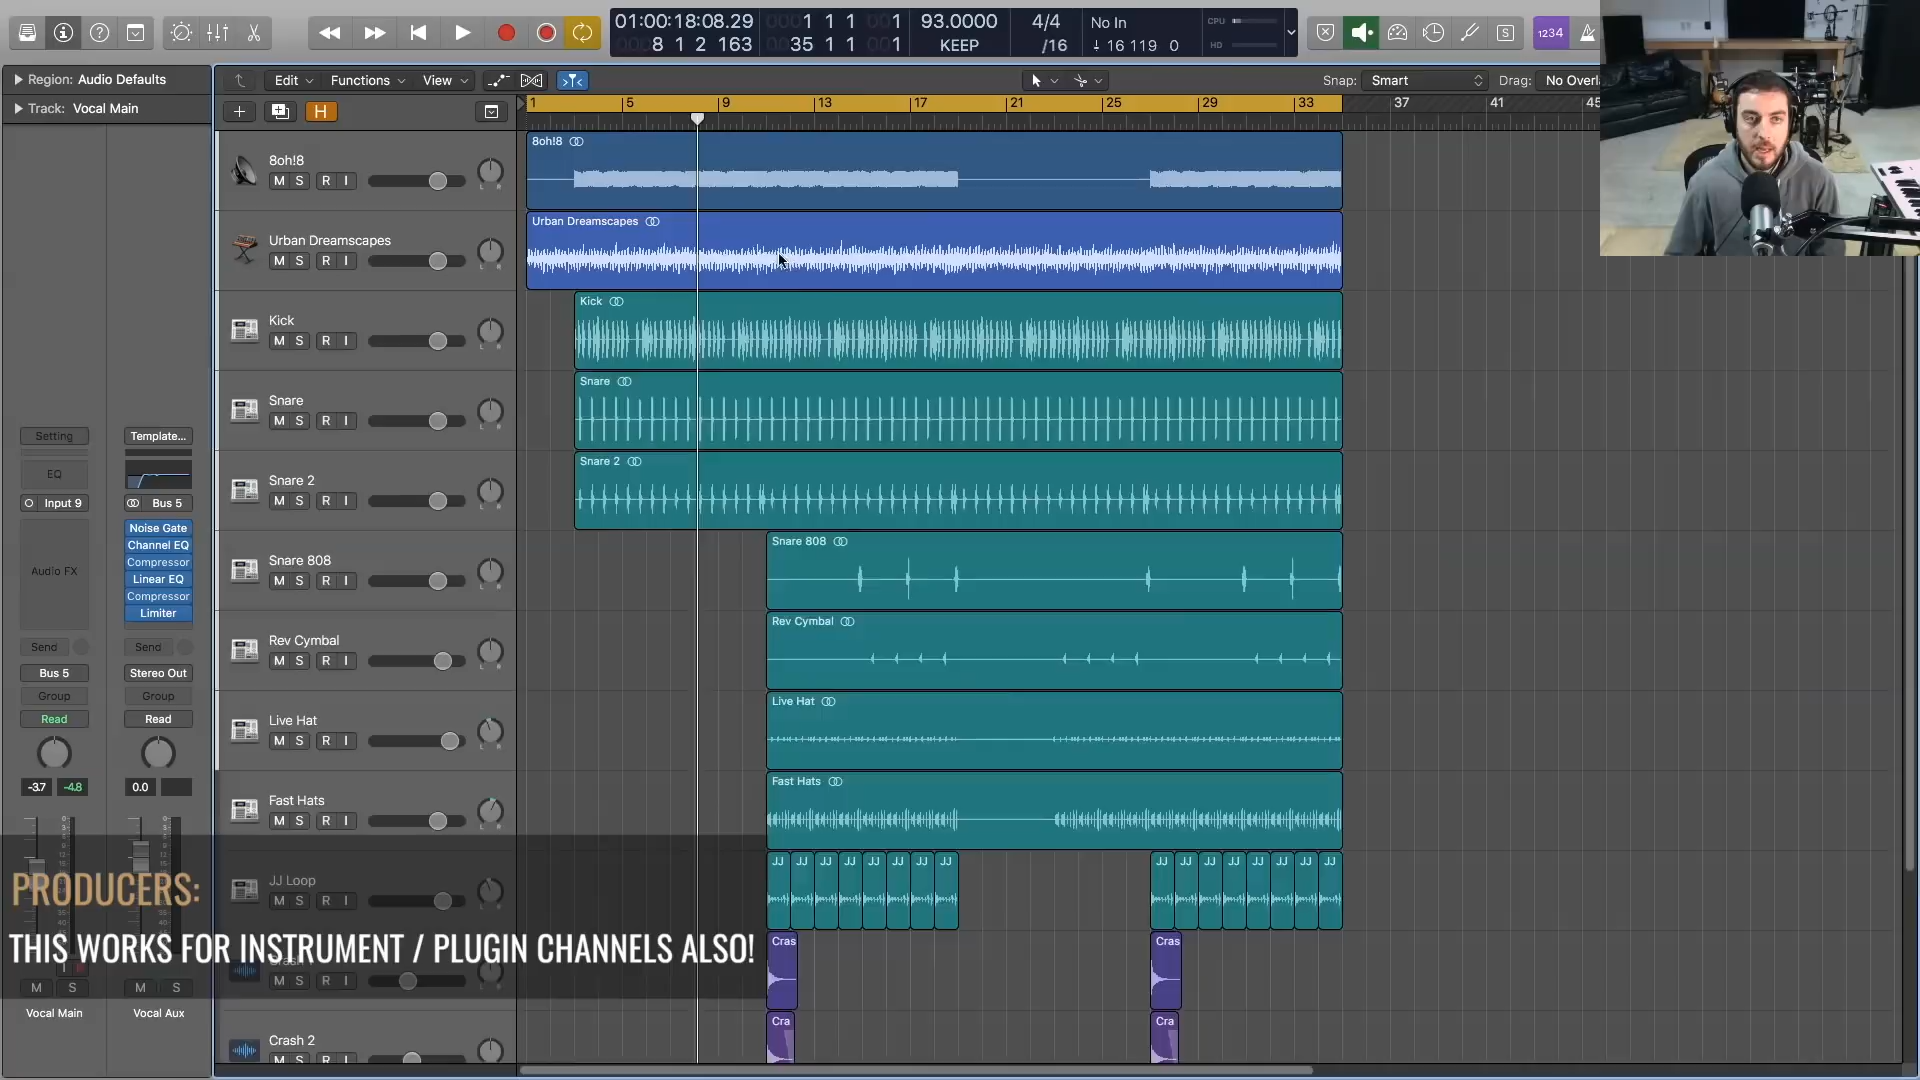 01:00:18:08.29
8 1 2 163
1 1 1 1
35 1 1 1
93.0000
KEEP
4/4
/16
No In
16 119 0
CPU
HD
1234
Region: Audio Defaults
Track: Vocal Main
Edit
Functions
View
Snap: Smart
Drag: No Overl
H
1 5 9 13 17 21 25 29 33 37 41 45
8oh!8
M S R I
8oh!8
Urban Dreamscapes
M S R I
Urban Dreamscapes
Kick
M S R I
Kick
Snare
M S R I
Snare
Snare 2
M S R I
Snare 2
Snare 808
M S R I
Snare 808
Rev Cymbal
M S R I
Rev Cymbal
Live Hat
M S R I
Live Hat
Fast Hats
M S R I
Fast Hats
JJ Loop
M S R I
JJ JJ JJ JJ JJ JJ JJ JJ
JJ JJ JJ JJ JJ JJ JJ JJ
M S R I
Cras
Cras
Crash 2
M S R I
Cra
Cra
Setting
EQ
Input 9
Audio FX
Send
Bus 5
Group
Read
-3.7 -4.8
M S
Vocal Main
Template...
Bus 5
Noise Gate
Channel EQ
Compressor
Linear EQ
Compressor
Limiter
Send
Stereo Out
Group
Read
0.0
M S
Vocal Aux
PRODUCERS:
THIS WORKS FOR INSTRUMENT / PLUGIN CHANNELS ALSO!